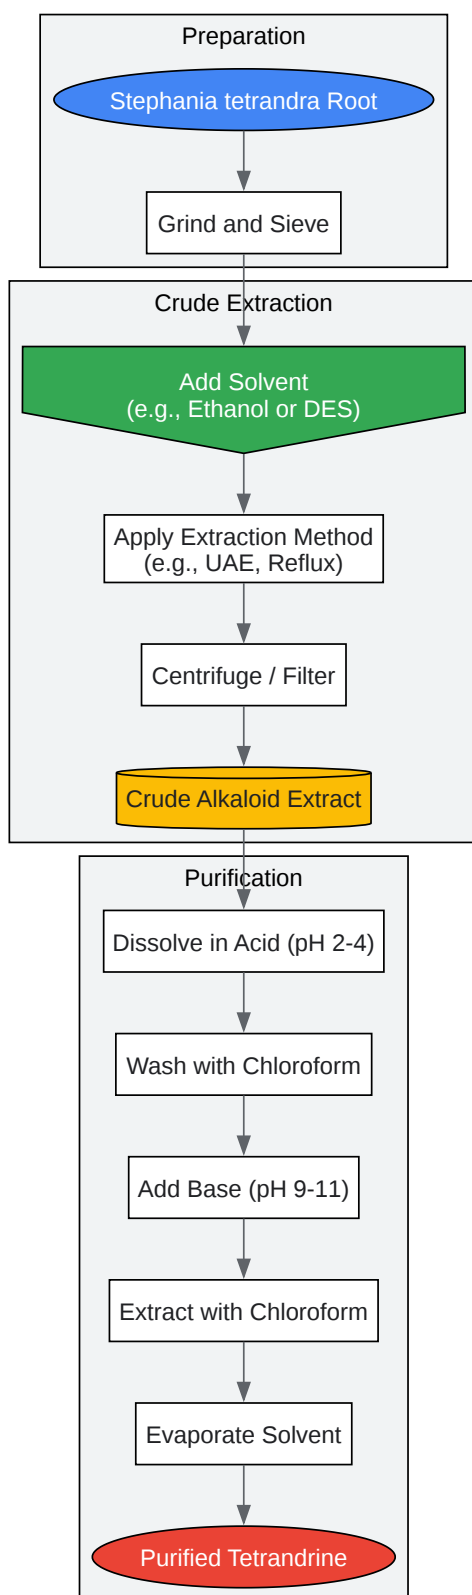 Preparation
Stephania tetrandra Root
Grind and Sieve
Crude Extraction
Add Solvent
(e.g., Ethanol or DES)
Apply Extraction Method
(e.g., UAE, Reflux)
Centrifuge / Filter
Crude Alkaloid Extract
Purification
Dissolve in Acid (pH 2-4)
Wash with Chloroform
Add Base (pH 9-11)
Extract with Chloroform
Evaporate Solvent
Purified Tetrandrine